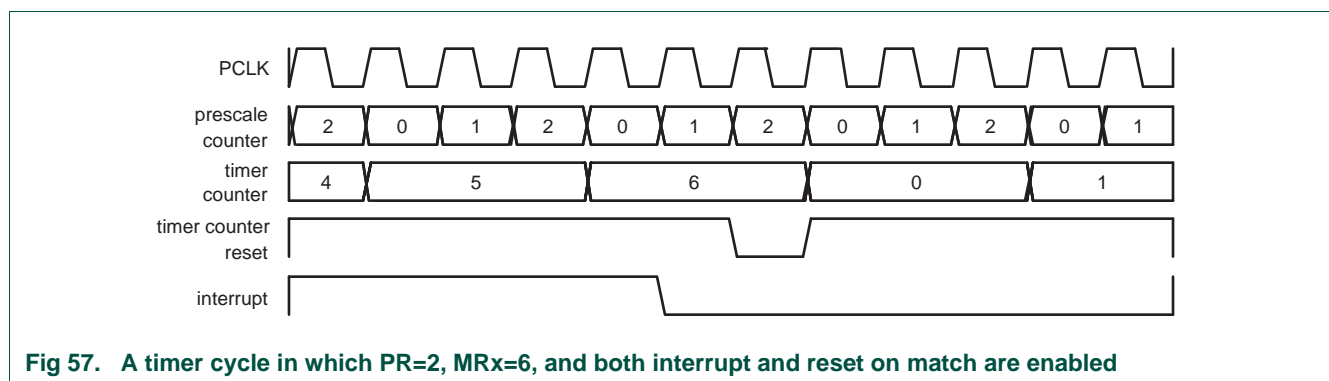 PCLK
prescale
counter
2 0 1 2 0 1 2 0 1 2 0 1
timer
counter
4 5 6 0 1
timer counter
reset
interrupt
Fig 57. A timer cycle in which PR=2, MRx=6, and both interrupt and reset on match are enabled